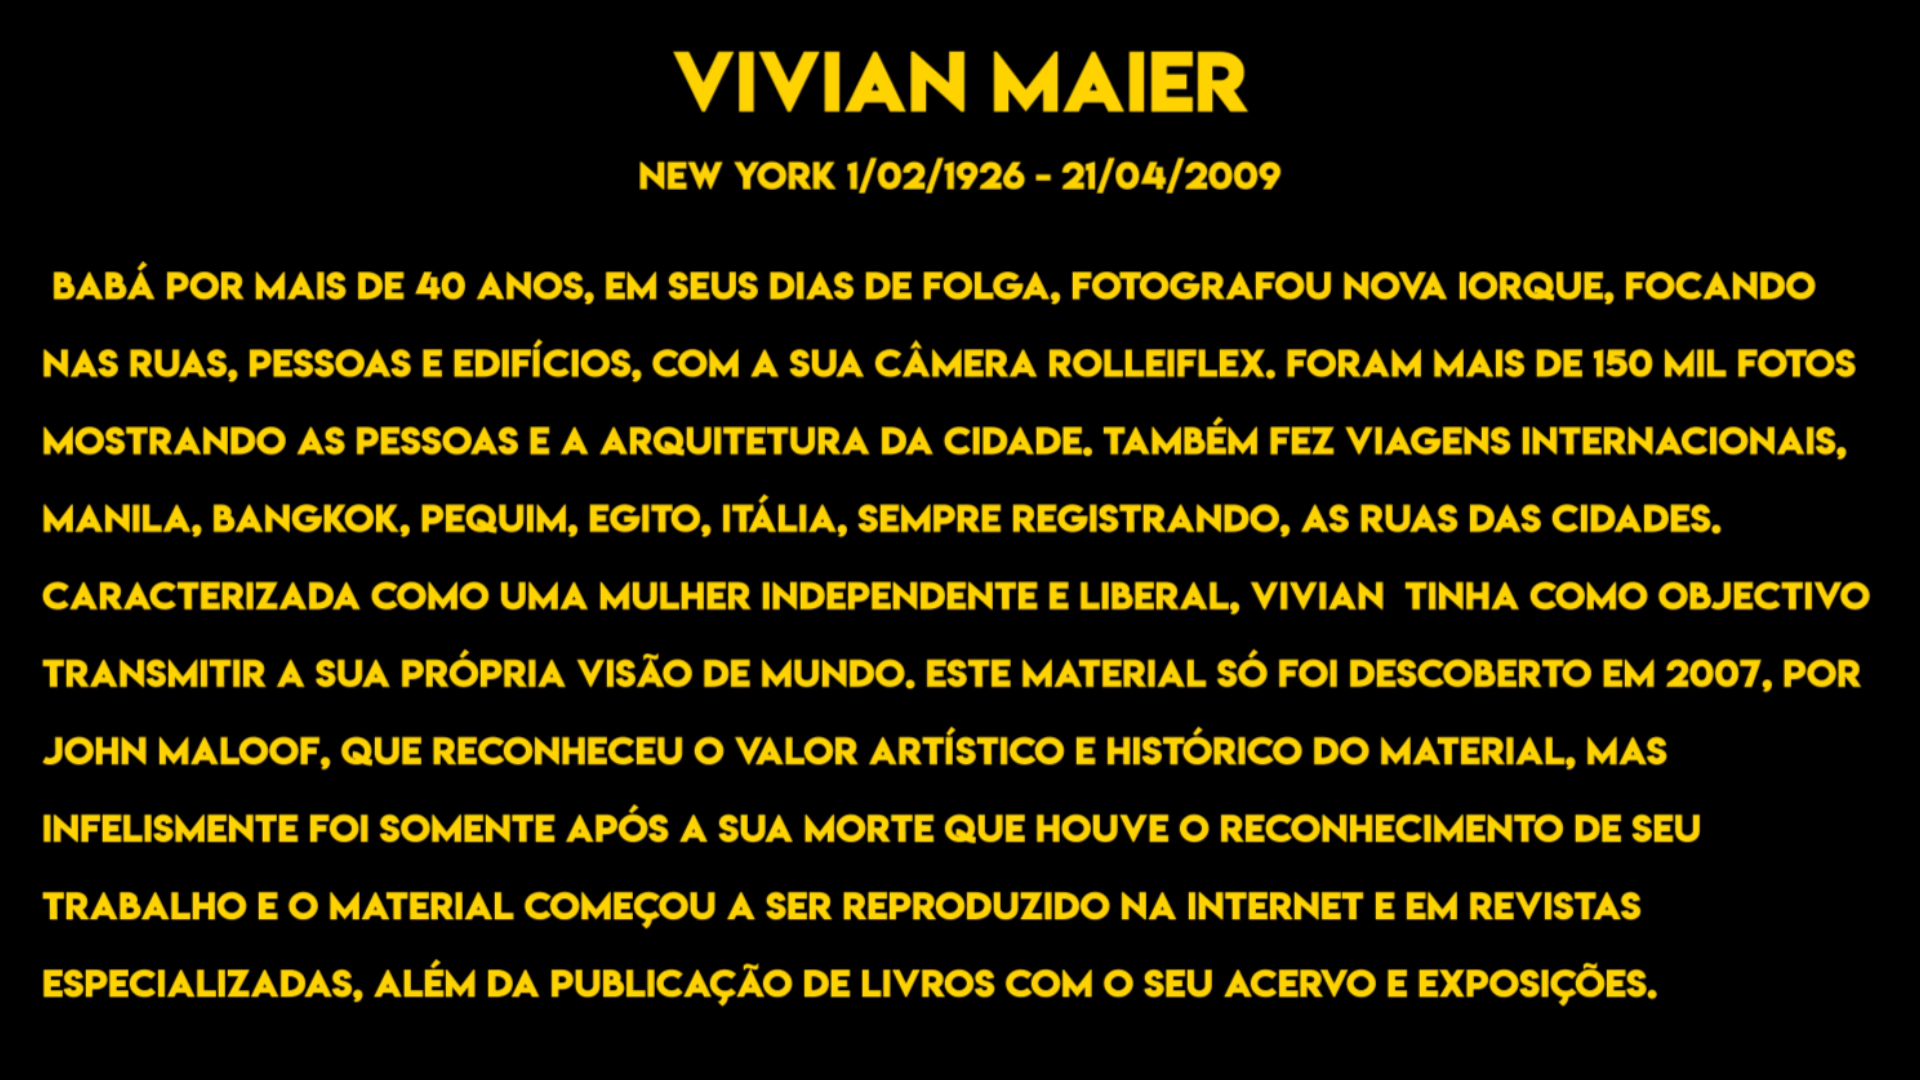 VIVIAN MAIER
NEW YORK 1/02/1926 - 21/04/2009
BABÁ POR MAIS DE 40 ANOS, EM SEUS DIAS DE FOLGA, FOTOGRAFOU NOVA IORQUE, FOCANDO
NAS RUAS, PESSOAS E EDIFÍCIOS, COM A SUA CÂMERA ROLLEIFLEX. FORAM MAIS DE 150 MIL FOTOS
MOSTRANDO AS PESSOAS E A ARQUITETURA DA CIDADE. TAMBÉM FEZ VIAGENS INTERNACIONAIS,
MANILA, BANGKOK, PEQUIM, EGITO, ITÁLIA, SEMPRE REGISTRANDO, AS RUAS DAS CIDADES.
CARACTERIZADA COMO UMA MULHER INDEPENDENTE E LIBERAL, VIVIAN  TINHA COMO OBJECTIVO
TRANSMITIR A SUA PRÓPRIA VISÃO DE MUNDO. ESTE MATERIAL SÓ FOI DESCOBERTO EM 2007, POR
JOHN MALOOF, QUE RECONHECEU O VALOR ARTÍSTICO E HISTÓRICO DO MATERIAL, MAS
INFELISMENTE FOI SOMENTE APÓS A SUA MORTE QUE HOUVE O RECONHECIMENTO DE SEU
TRABALHO E O MATERIAL COMEÇOU A SER REPRODUZIDO NA INTERNET E EM REVISTAS
ESPECIALIZADAS, ALÉM DA PUBLICAÇÃO DE LIVROS COM O SEU ACERVO E EXPOSIÇÕES.